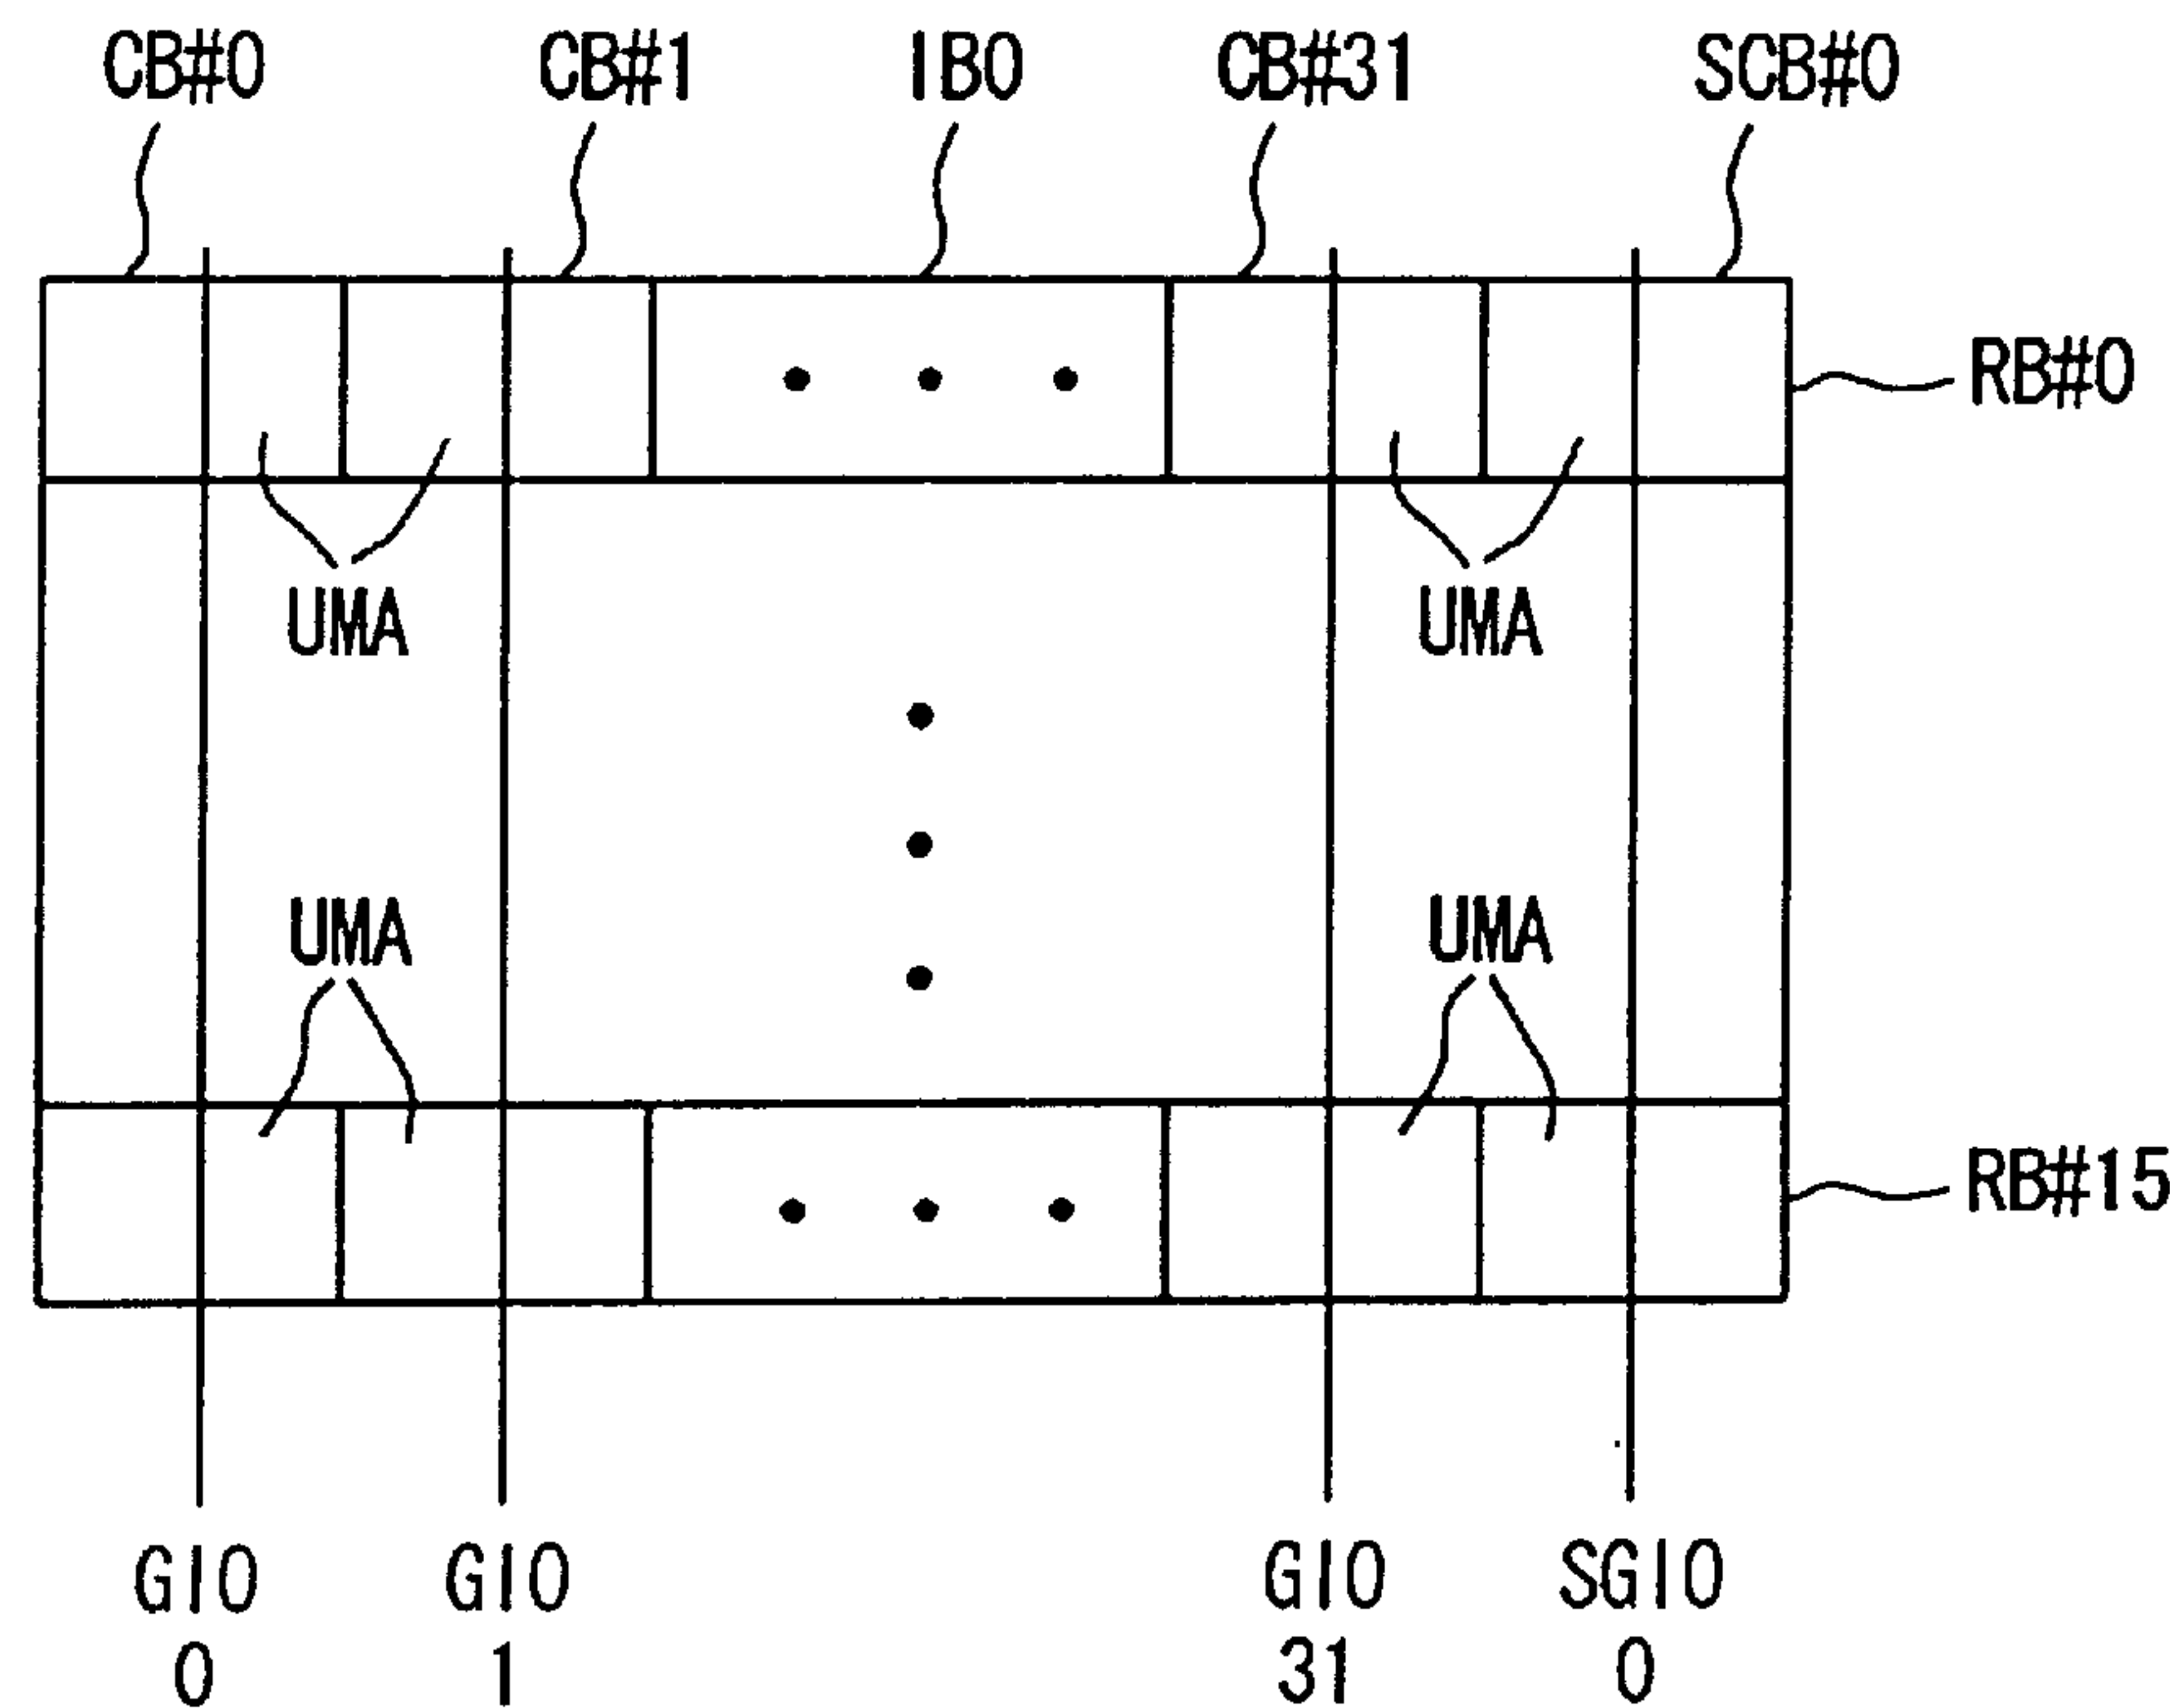 CB#0 CB#1 IB0 CB#31 SCB#0
RB#0
UMA UMA
UMA UMA
RB#15
GIO GIO GIO SGIO
0 1 31 0